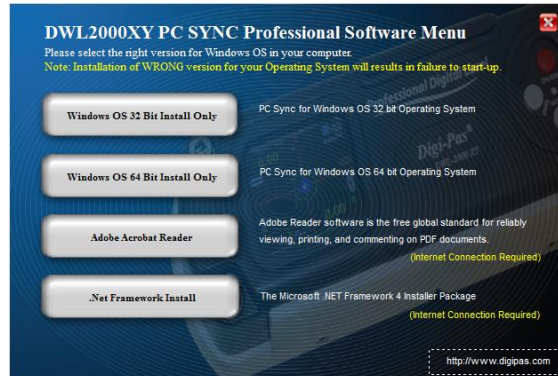 DWL2000XY PC SYNC Professional Software Menu
Please select the right version for Windows OS in your computer.
Note: Installation of WRONG version for your Operating System will results in failure to start-up.
Windows OS 32 Bit Install Only
PC Sync for Windows OS 32 bit Operating System
Windows OS 64 Bit Install Only
PC Sync for Windows OS 64 bit Operating System
Adobe Acrobat Reader
Adobe Reader software is the free global standard for reliably
viewing, printing, and commenting on PDF documents.
(Internet Connection Required)
.Net Framework Install
The Microsoft .NET Framework 4 Installer Package
(Internet Connection Required)
http://www.digipas.com
Digi-Pas
DWL-2000 XY